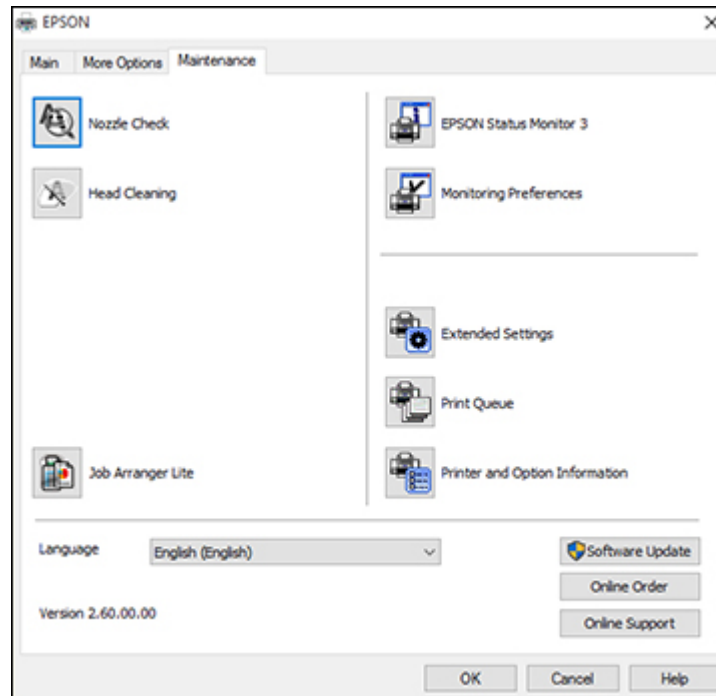 EPSON
Main More Options Maintenance
Nozzle Check
Head Cleaning
Job Arranger Lite
EPSON Status Monitor 3
Monitoring Preferences
Extended Settings
Print Queue
Printer and Option Information
Language English (English)
Version 2.60.00.00
Software Update
Online Order
Online Support
OK Cancel Help